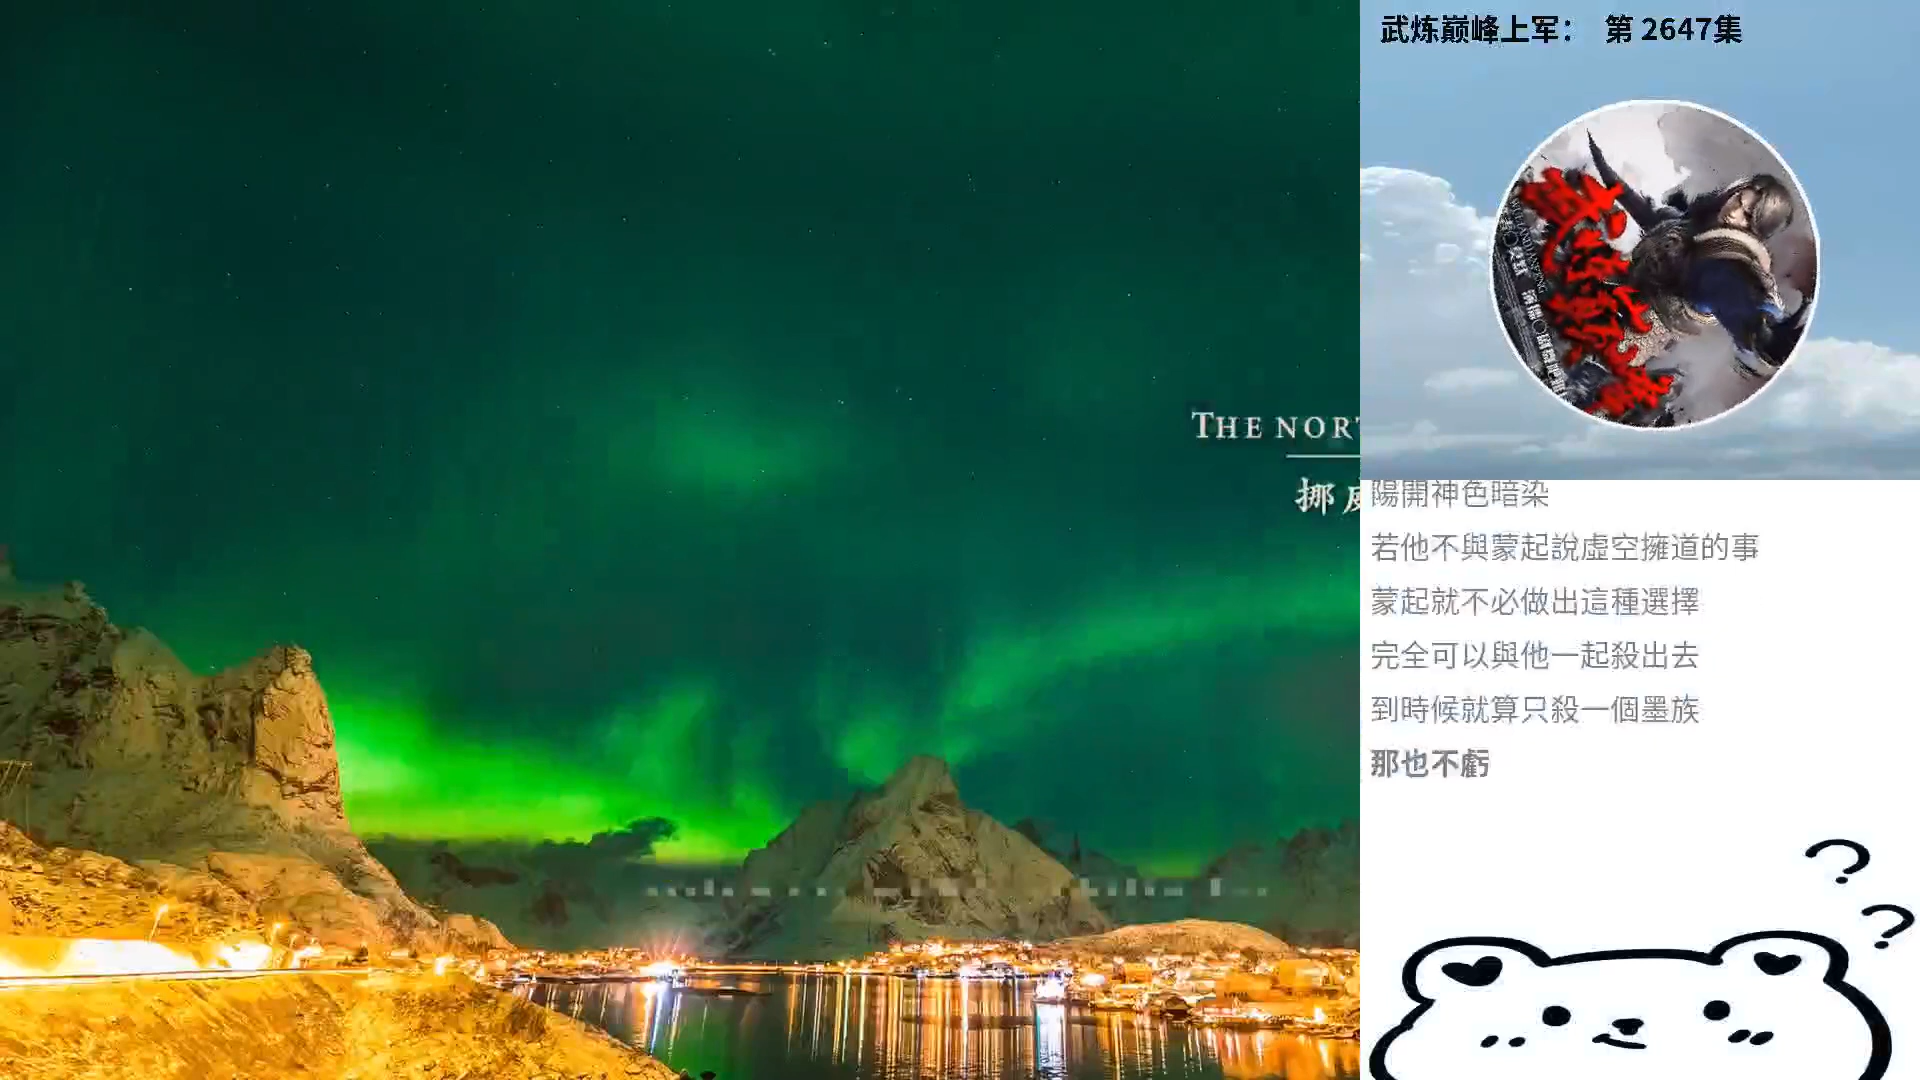 武炼巅峰上军： 第 2647集
THE NOR
挪
陽開神色暗染
若他不與蒙起說虛空擁道的事
蒙起就不必做出這種選擇
完全可以與他一起殺出去
到時候就算只殺一個墨族
那也不虧
? ?